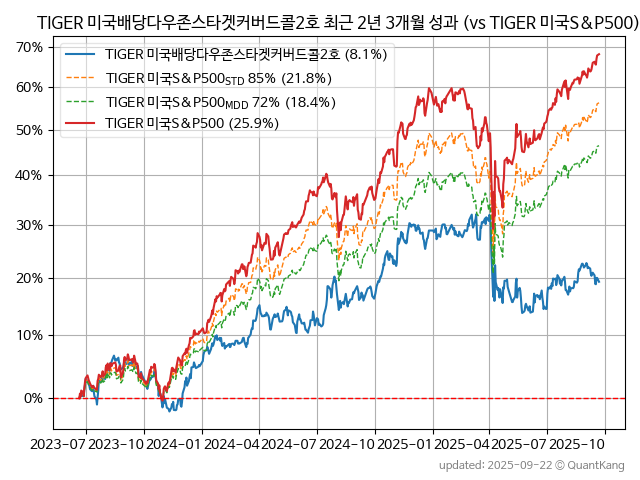 TIGER 미국배당다우존스타겟커버드콜2호 최근 2년 3개월 성과 (vs TIGER 미국S&P500)
TIGER 미국배당다우존스타겟커버드콜2호 (8.1%)
TIGER 미국S&P500STD 85% (21.8%)
TIGER 미국S&P500MDD 72% (18.4%)
TIGER 미국S&P500 (25.9%)
70%
60%
50%
40%
30%
20%
10%
0%
2023-07 2023-10 2024-01 2024-04 2024-07 2024-10 2025-01 2025-04 2025-07 2025-10
updated: 2025-09-22 ⓒ QuantKang